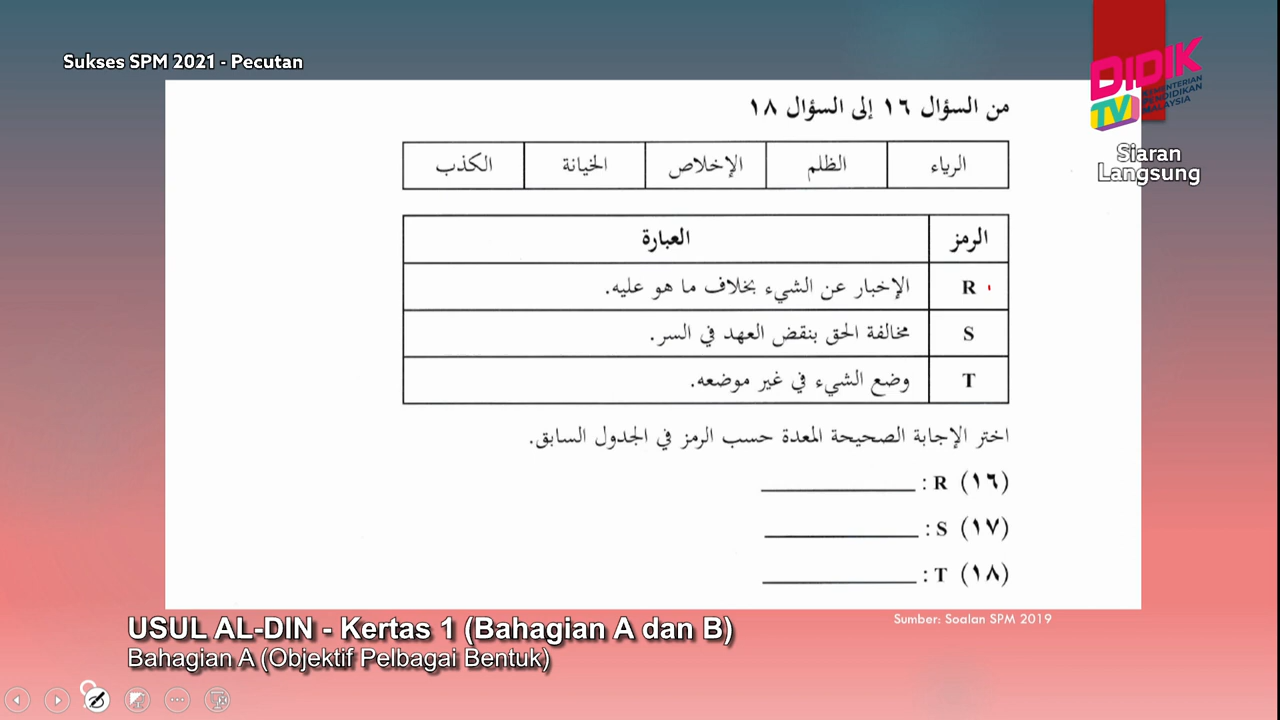 Sukses SPM 2021 - Pecutan
DIDIK
TV
KEMENTERIAN
PENDIDIKAN
MALAYSIA
Siaran
Langsung
من السؤال ١٦ إلى السؤال ١٨
الرياء الظلم الإخلاص الخيانة الكذب
الرمز العبارة
R الإخبار عن الشيء بخلاف ما هو عليه.
S مخالفة الحق بنقض العهد في السر.
T وضع الشيء في غير موضعه.
اختر الإجابة الصحيحة المعدة حسب الرمز في الجدول السابق.
(١٦) R : ____________
(١٧) S : ____________
(١٨) T : ____________
Sumber: Soalan SPM 2019
USUL AL-DIN - Kertas 1 (Bahagian A dan B)
Bahagian A (Objektif Pelbagai Bentuk)